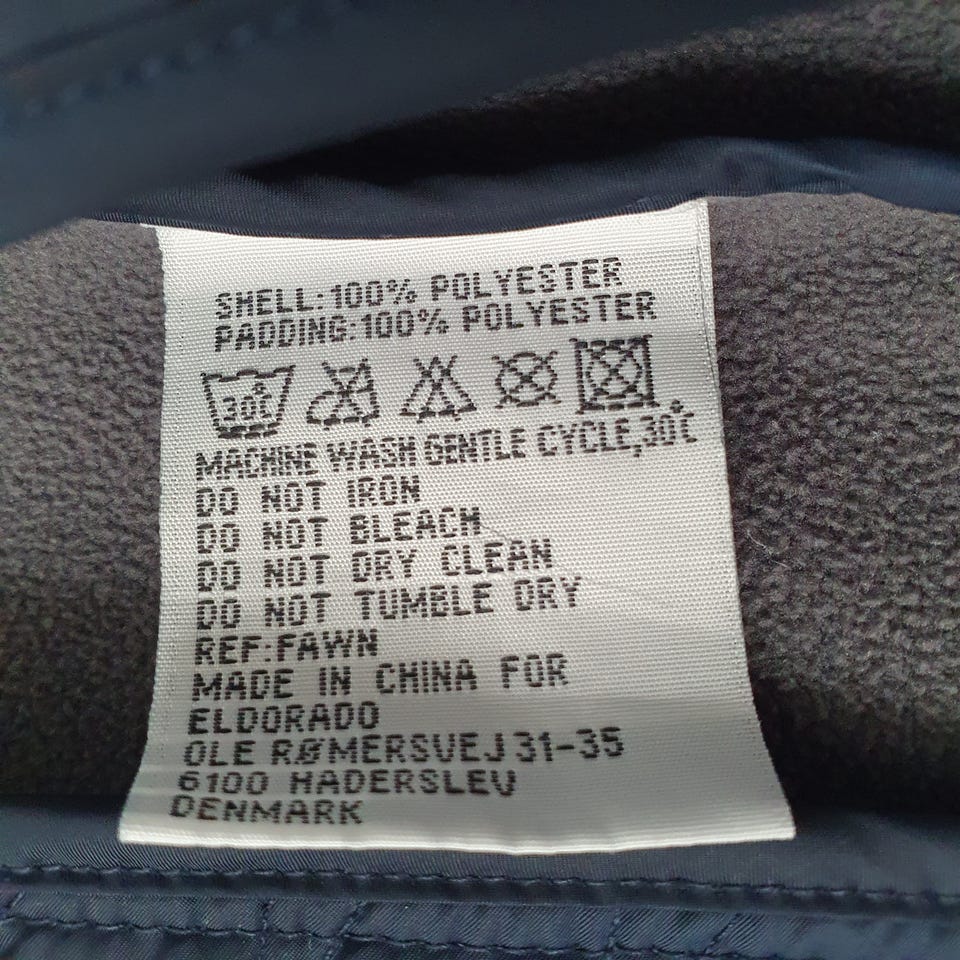 SHELL:100% POLYESTER
PADDING:100% POLYESTER
30℃
MACHINE WASH GENTLE CYCLE,30℃
DO NOT IRON
DO NOT BLEACH
DO NOT DRY CLEAN
DO NOT TUMBLE DRY
REF:FAWN
MADE IN CHINA FOR
ELDORADO
OLE RØMERSVEJ 31-35
6100 HADERSLEV
DENMARK